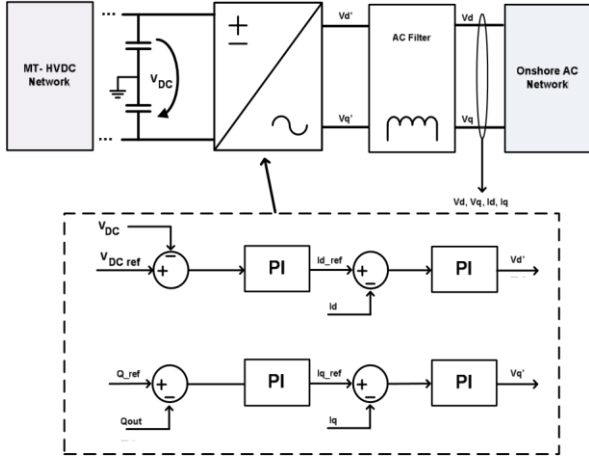 ... ...
Vd' AC Filter Vd
MT- HVDC
Network
V DC
Onshore AC
Network
... ...
Vq' Vq
Vd, Vq, Id, Iq
V DC
V DC ref
PI
Id_ref
PI
Vd'
Id
Q_ref
PI
Iq_ref
PI
Vq'
Qout
Iq